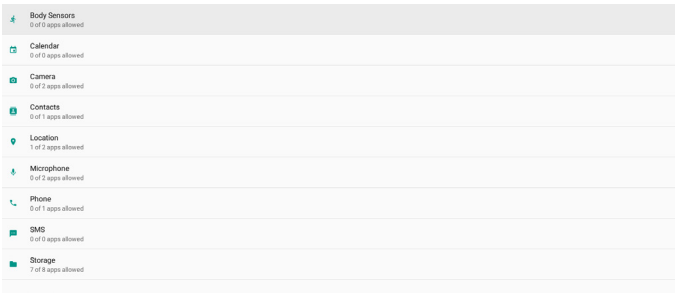 Body Sensors
0 of 0 apps allowed
Calendar
0 of 0 apps allowed
Camera
0 of 2 apps allowed
Contacts
0 of 1 apps allowed
Location
1 of 2 apps allowed
Microphone
0 of 2 apps allowed
Phone
0 of 1 apps allowed
SMS
0 of 0 apps allowed
Storage
7 of 8 apps allowed